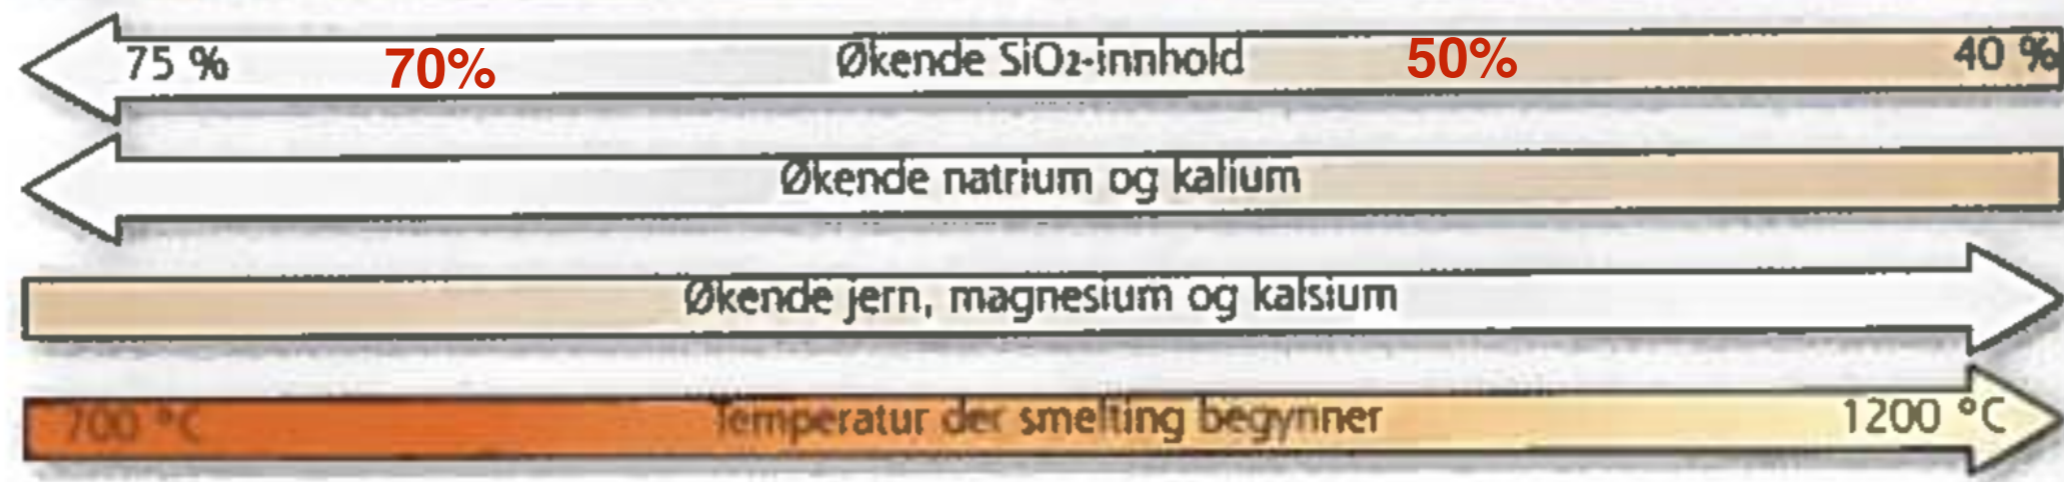 75 % 70% Økende SiO₂-innhold 50% 40 %
Økende natrium og kalium
Økende jern, magnesium og kalsium
700 °C Temperatur der smelting begynner 1200 °C